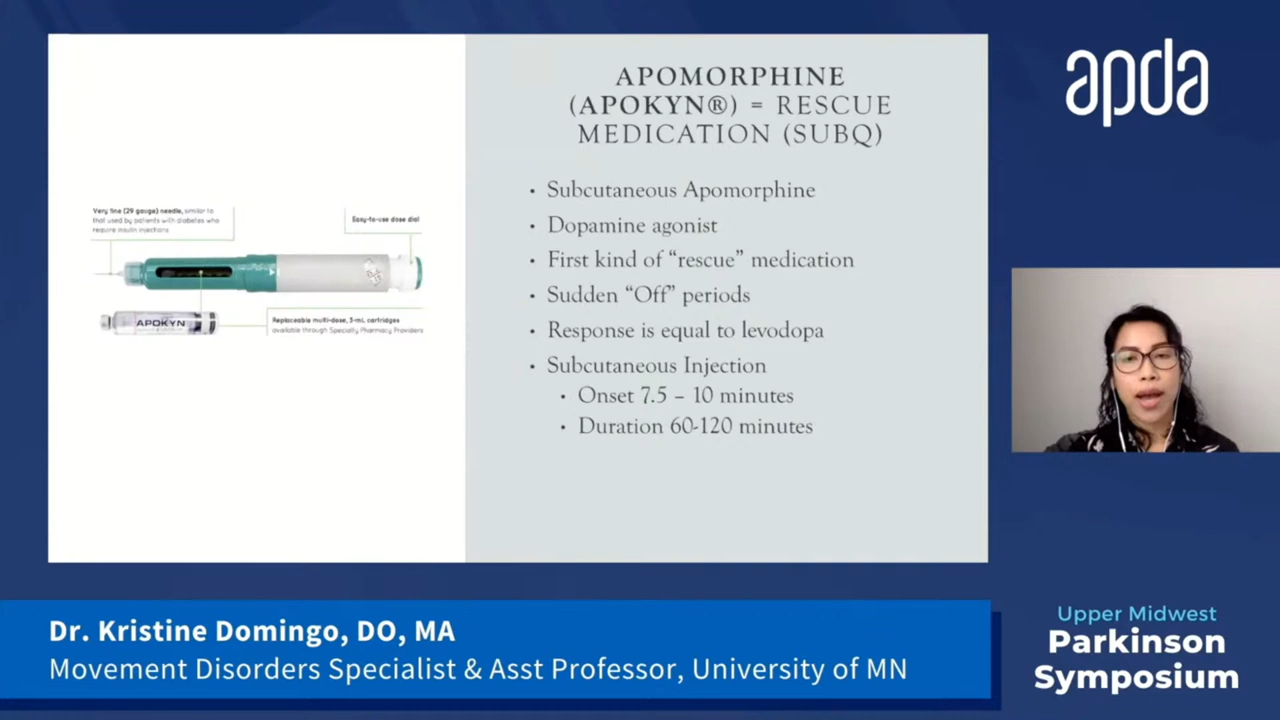 APOMORPHINE
(APOKYN®) = RESCUE
MEDICATION (SUBQ)
• Subcutaneous Apomorphine
• Dopamine agonist
• First kind of “rescue” medication
• Sudden “Off” periods
• Response is equal to levodopa
• Subcutaneous Injection
• Onset 7.5 – 10 minutes
• Duration 60-120 minutes
Very fine (29 gauge) needle, similar to
that used by patients with diabetes who
require insulin injections
Easy-to-use dose dial
APOKYN
Replaceable multi-dose, 3-mL cartridges
available through Specialty Pharmacy Providers
apda
Dr. Kristine Domingo, DO, MA
Movement Disorders Specialist & Asst Professor, University of MN
Upper Midwest
Parkinson
Symposium